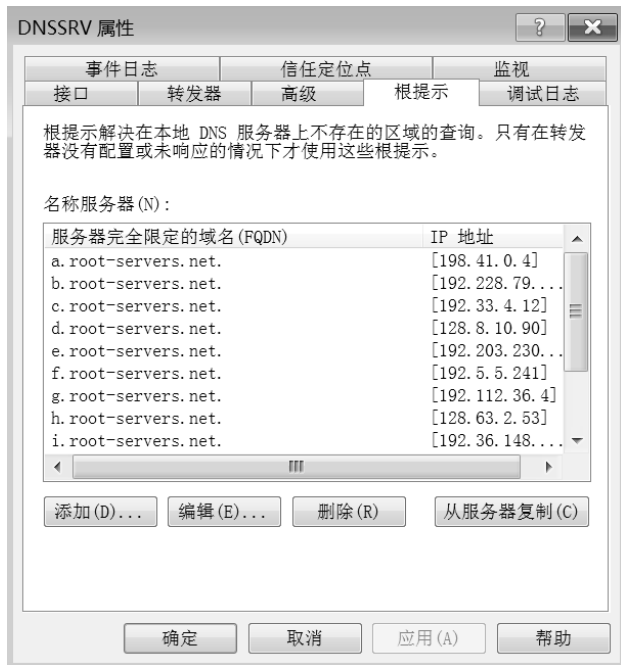 DNSSRV 属性
事件日志 信任定位点 监视
接口 转发器 高级 根提示 调试日志
根提示解决在本地 DNS 服务器上不存在的区域的查询。只有在转发
器没有配置或未响应的情况下才使用这些根提示。
名称服务器(N):
服务器完全限定的域名(FQDN) IP 地址
a.root-servers.net. [198.41.0.4]
b.root-servers.net. [192.228.79....
c.root-servers.net. [192.33.4.12]
d.root-servers.net. [128.8.10.90]
e.root-servers.net. [192.203.230...
f.root-servers.net. [192.5.5.241]
g.root-servers.net. [192.112.36.4]
h.root-servers.net. [128.63.2.53]
i.root-servers.net. [192.36.148....
添加(D)... 编辑(E)... 删除(R) 从服务器复制(C)
确定 取消 应用(A) 帮助